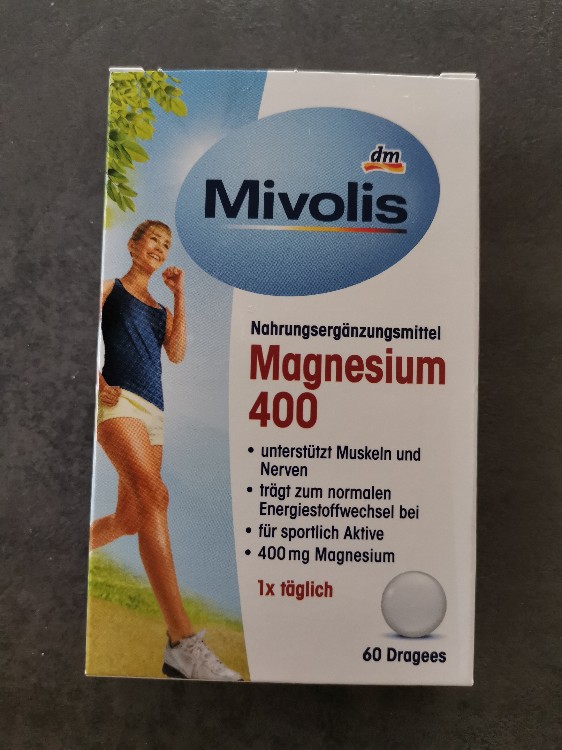 dm
Mivolis
Nahrungsergänzungsmittel
Magnesium
400
• unterstützt Muskeln und
Nerven
• trägt zum normalen
Energiestoffwechsel bei
• für sportlich Aktive
• 400 mg Magnesium
1x täglich
60 Dragees